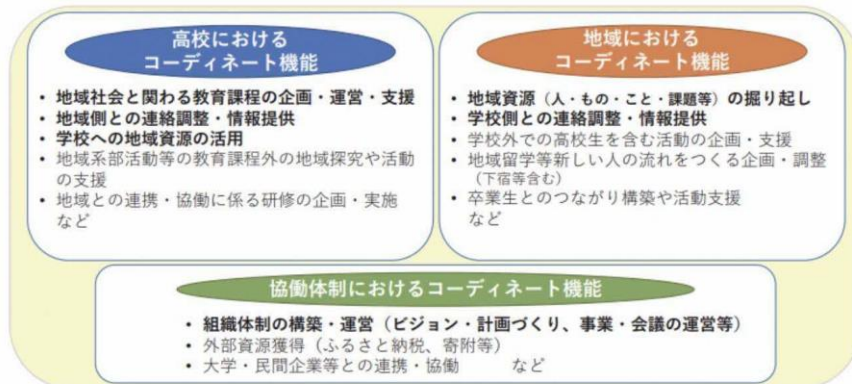 高校における
コーディネート機能
・ 地域社会と関わる教育課程の企画・運営・支援
・ 地域側との連絡調整・情報提供
・ 学校への地域資源の活用
・ 地域系部活動等の教育課程外の地域探究や活動
の支援
・ 地域との連携・協働に係る研修の企画・実施
など
地域における
コーディネート機能
・ 地域資源（人・もの・こと・課題等）の掘り起し
・ 学校側との連絡調整・情報提供
・ 学校外での高校生を含む活動の企画・支援
・ 地域留学等新しい人の流れをつくる企画・調整
（下宿等含む）
・ 卒業生とのつながり構築や活動支援
など
協働体制におけるコーディネート機能
・ 組織体制の構築・運営（ビジョン・計画づくり、事業・会議の運営等）
・ 外部資源獲得（ふるさと納税、寄附等）
・ 大学・民間企業等との連携・協働　　など